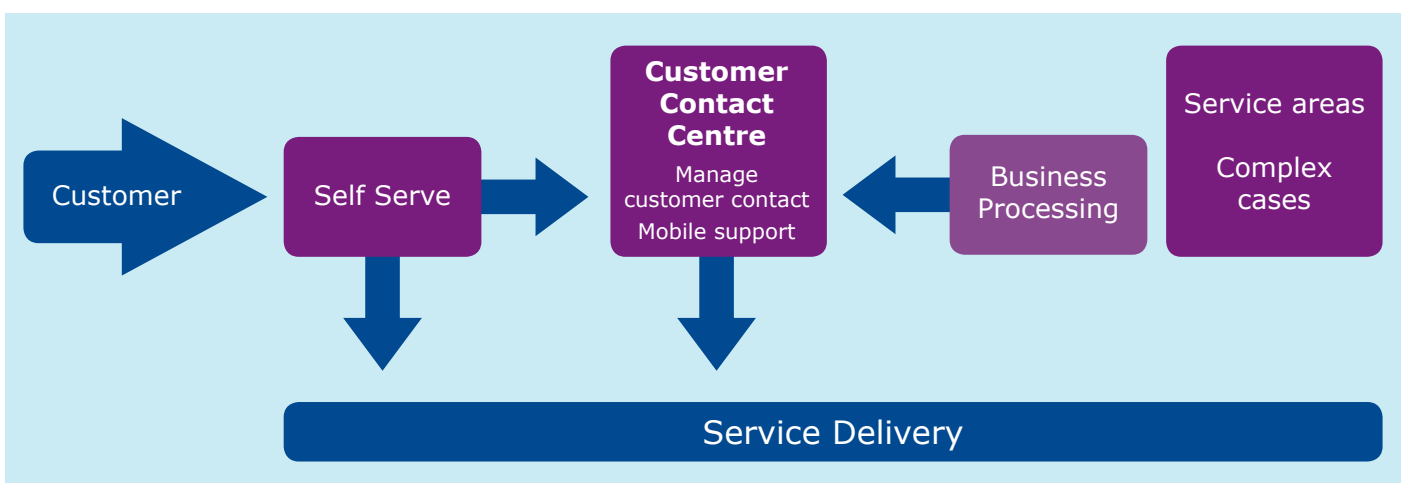 Customer
Self Serve
Customer
Contact
Centre
Manage
customer contact
Mobile support
Business
Processing
Service areas
Complex
cases
Service Delivery